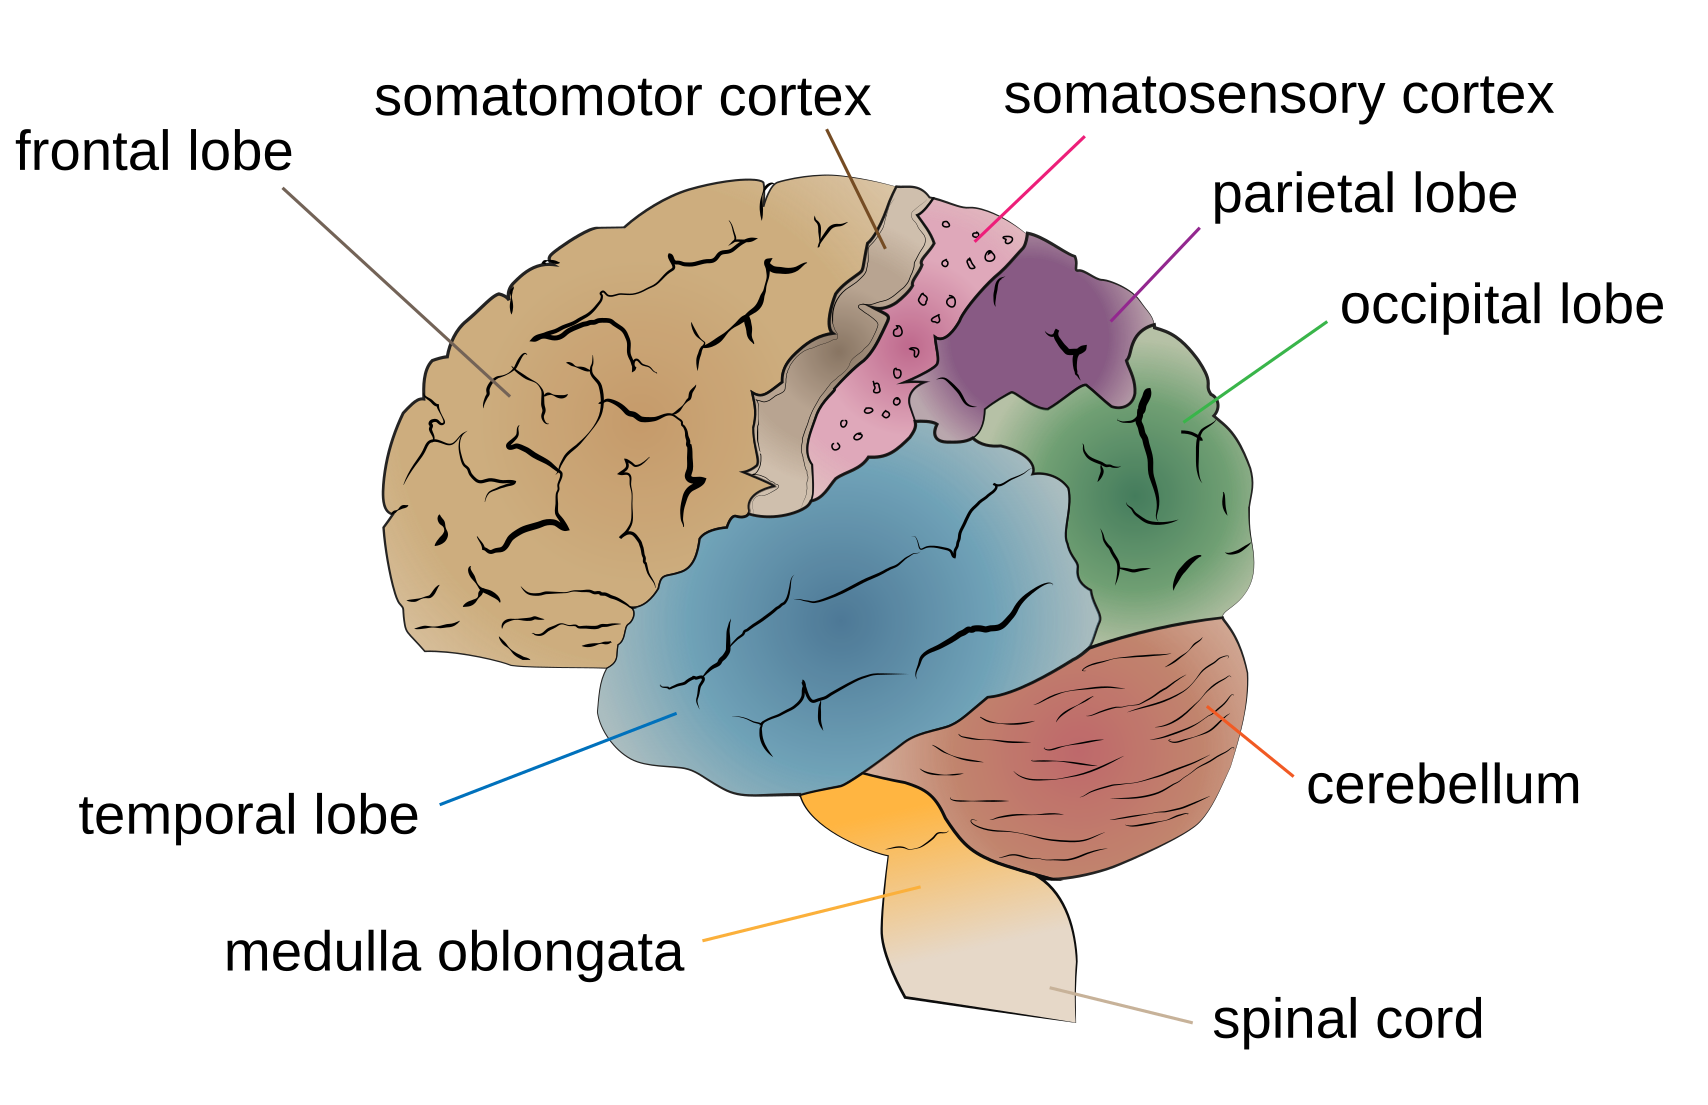 somatomotor cortex
somatosensory cortex
frontal lobe
parietal lobe
occipital lobe
cerebellum
temporal lobe
medulla oblongata
spinal cord